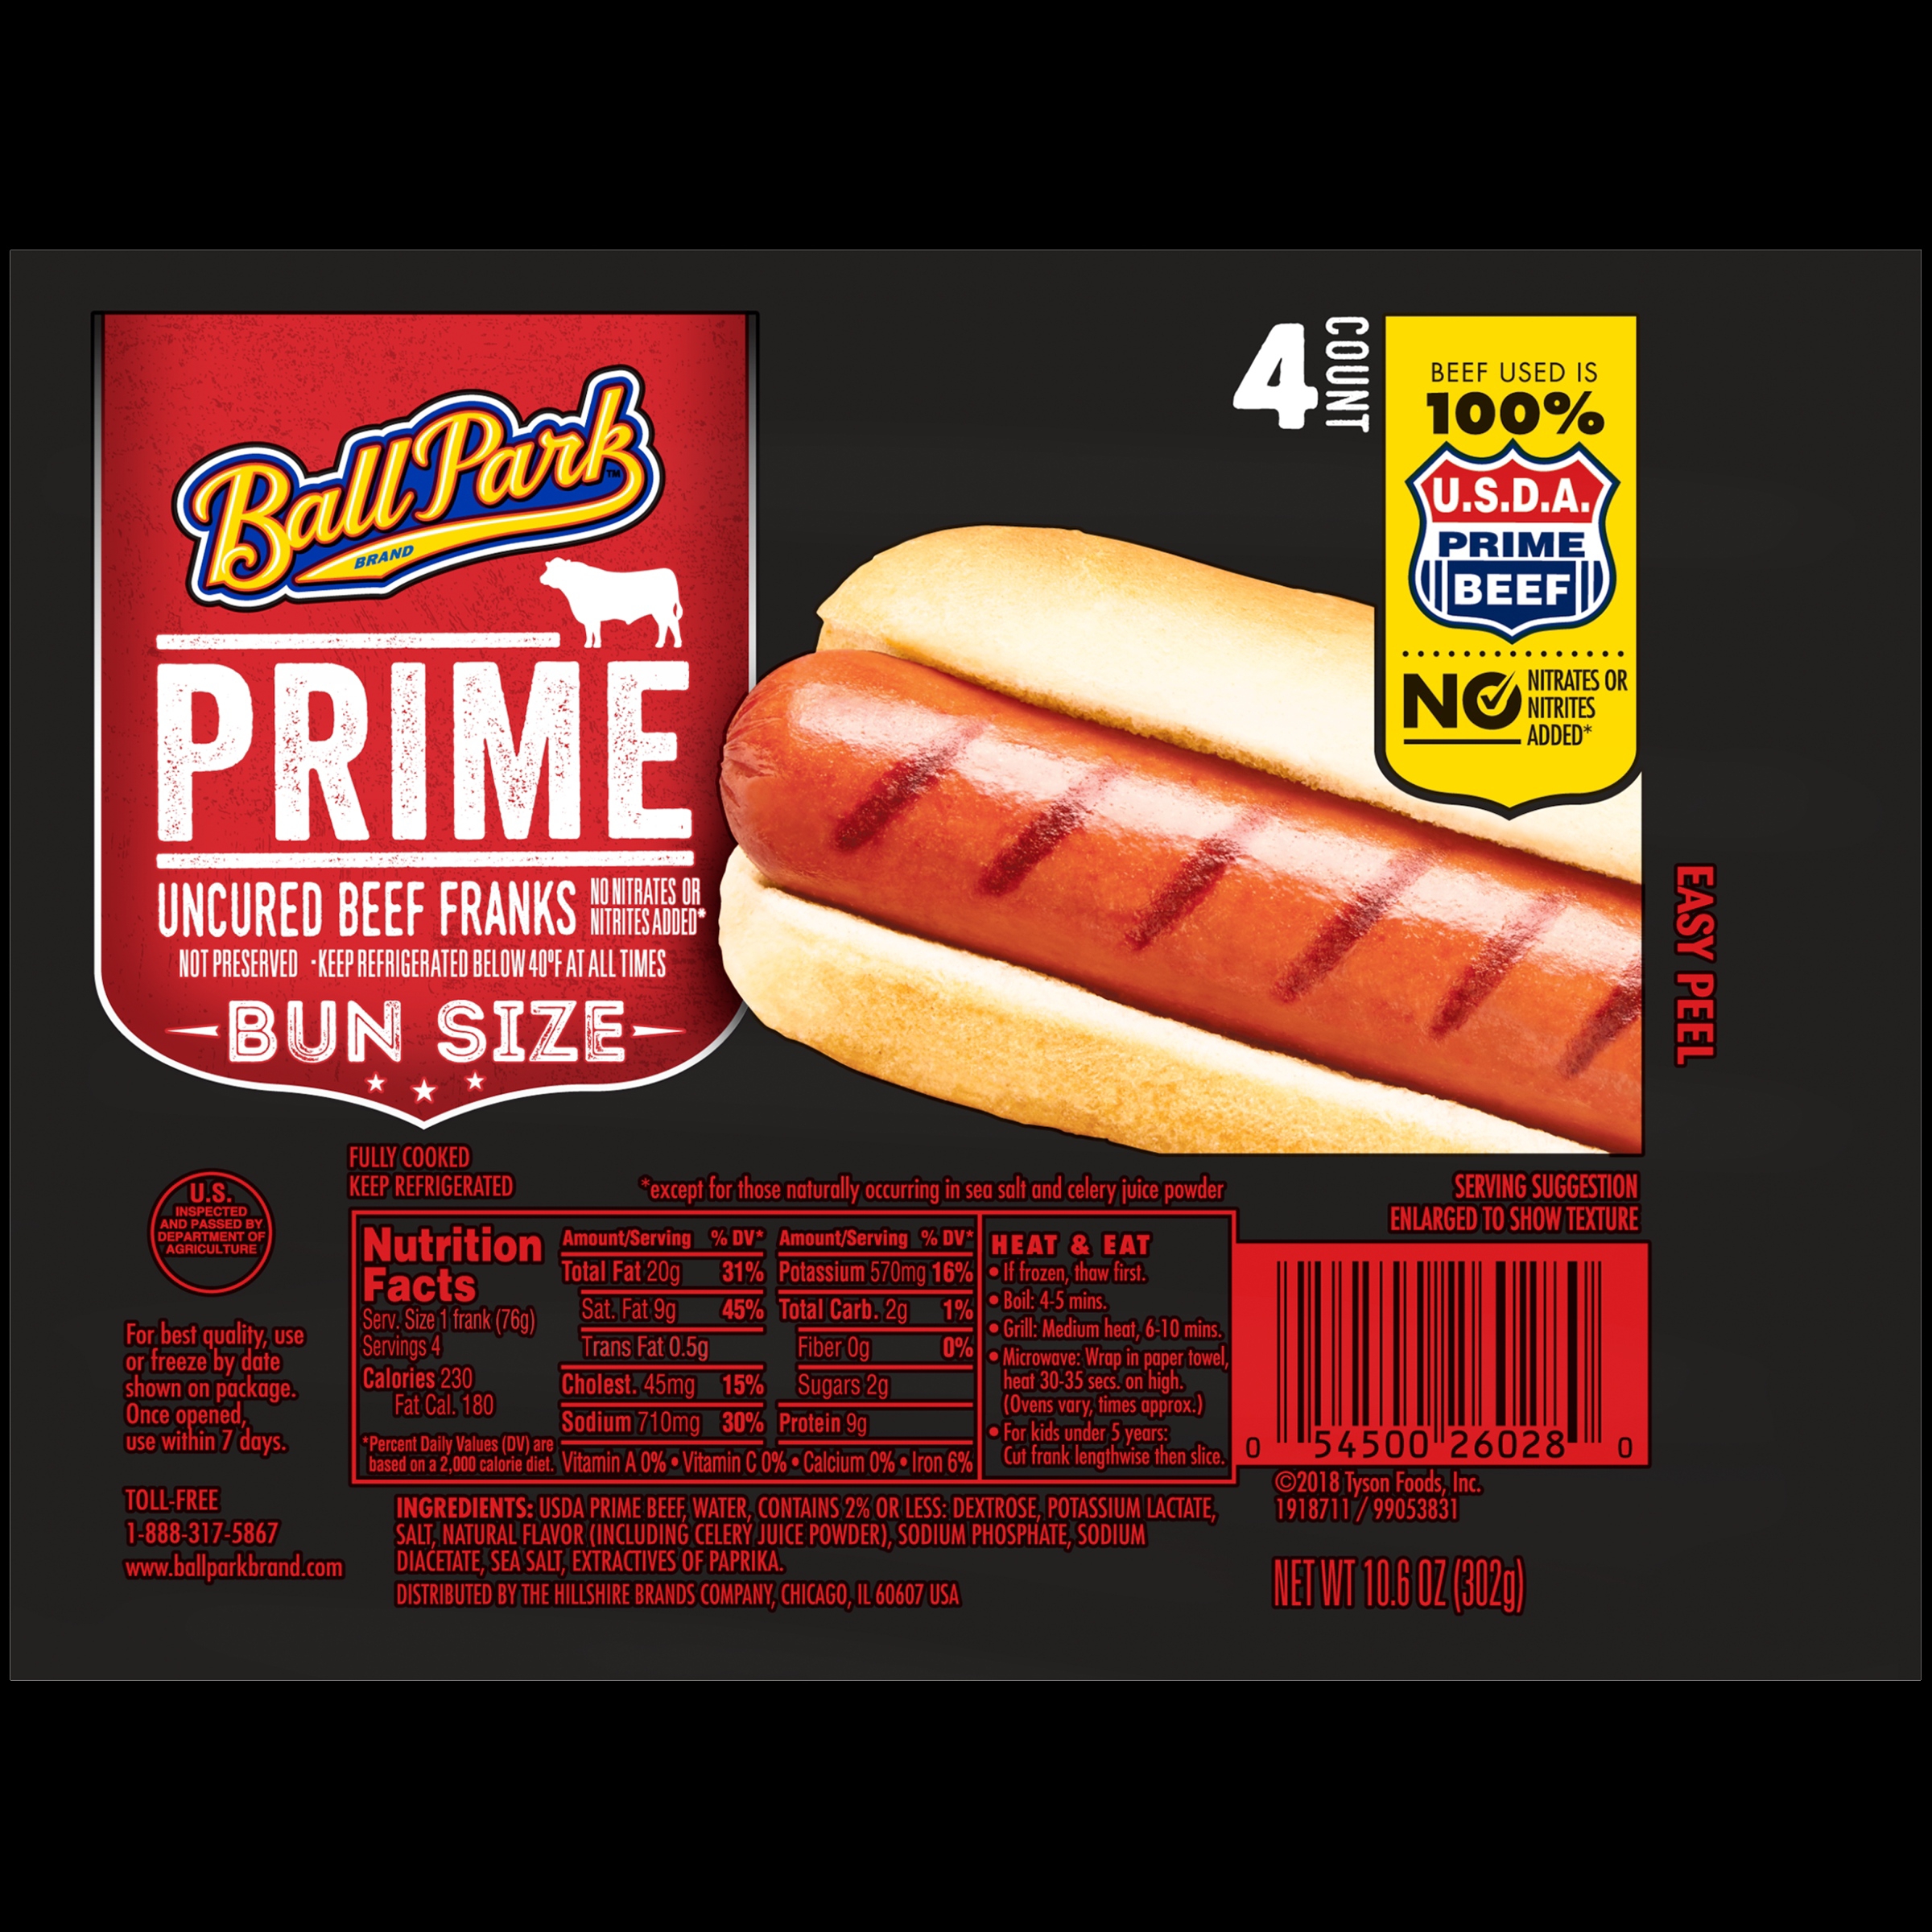 Ball Park™
BRAND
PRIME
UNCURED BEEF FRANKS
NO NITRATES OR
NITRITES ADDED*
NOT PRESERVED · KEEP REFRIGERATED BELOW 40°F AT ALL TIMES
BUN SIZE
4
COUNT
BEEF USED IS
100%
U.S.D.A.
PRIME
BEEF
NO
NITRATES OR
NITRITES
ADDED*
EASY PEEL
FULLY COOKED
KEEP REFRIGERATED
*except for those naturally occurring in sea salt and celery juice powder
SERVING SUGGESTION
ENLARGED TO SHOW TEXTURE
U.S.
INSPECTED
AND PASSED BY
DEPARTMENT OF
AGRICULTURE
For best quality, use
or freeze by date
shown on package.
Once opened,
use within 7 days.
TOLL-FREE
1-888-317-5867
www.ballparkbrand.com
Nutrition
Facts
Serv. Size 1 frank (76g)
Servings 4
Calories 230
Fat Cal. 180
*Percent Daily Values (DV) are
based on a 2,000 calorie diet.
Amount/Serving % DV*
Total Fat 20g 31%
Sat. Fat 9g 45%
Trans Fat 0.5g
Cholest. 45mg 15%
Sodium 710mg 30%
Amount/Serving % DV*
Potassium 570mg 16%
Total Carb. 2g 1%
Fiber 0g 0%
Sugars 2g
Protein 9g
Vitamin A 0% • Vitamin C 0% • Calcium 0% • Iron 6%
HEAT & EAT
• If frozen, thaw first.
• Boil: 4-5 mins.
• Grill: Medium heat, 6-10 mins.
• Microwave: Wrap in paper towel,
heat 30-35 secs. on high.
(Ovens vary, times approx.)
• For kids under 5 years:
Cut frank lengthwise then slice.
0 54500 26028 0
©2018 Tyson Foods, Inc.
1918711 / 99053831
INGREDIENTS: USDA PRIME BEEF, WATER, CONTAINS 2% OR LESS: DEXTROSE, POTASSIUM LACTATE,
SALT, NATURAL FLAVOR (INCLUDING CELERY JUICE POWDER), SODIUM PHOSPHATE, SODIUM
DIACETATE, SEA SALT, EXTRACTIVES OF PAPRIKA.
DISTRIBUTED BY THE HILLSHIRE BRANDS COMPANY, CHICAGO, IL 60607 USA
NET WT 10.6 OZ (302g)